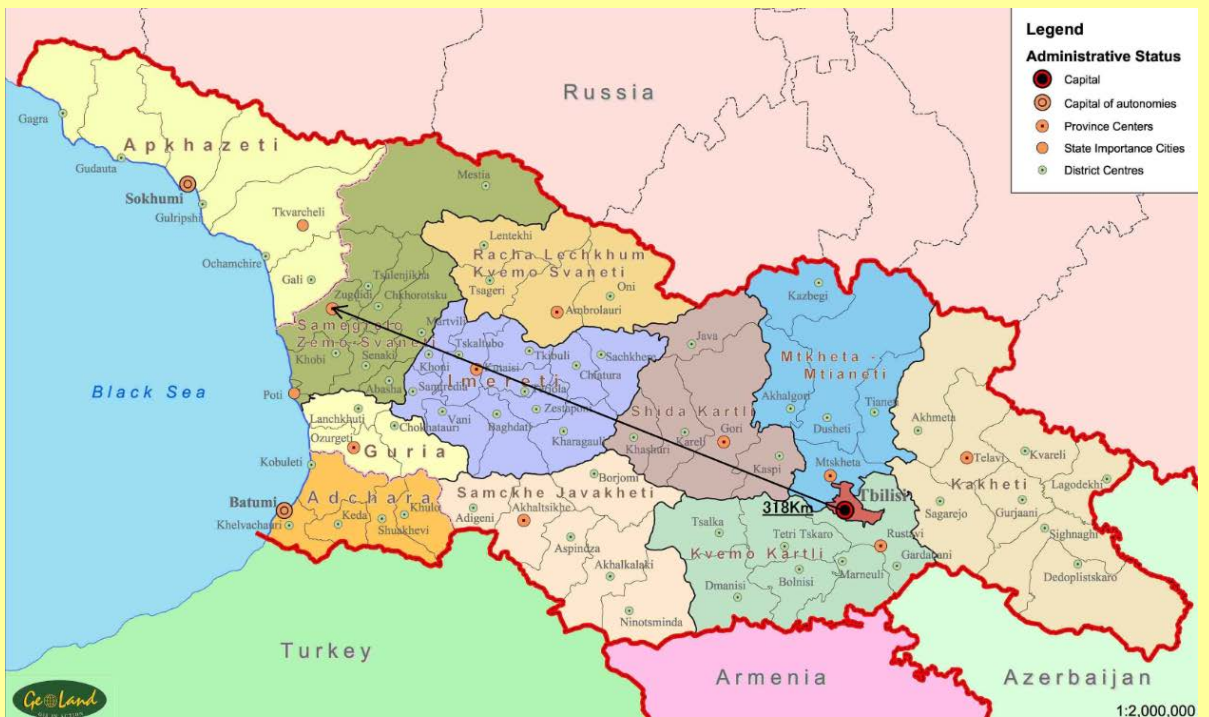 Legend
Administrative Status
Capital
Capital of autonomies
Province Centers
State Importance Cities
District Centres
Russia
Gagra
Apkhazeti
Gudauta
Sokhumi
Gulripshi
Tkvarcheli
Ochamchire
Gali
Mestia
Lentekhi
Racha Lechkhum
Kvemo Svaneti
Tsageri
Oni
Ambrolauri
Tsalenjikha
Zugdidi
Chkhorotsku
Samegrelo
Zemo Svaneti
Martvili
Khobi
Senaki
Abasha
Poti
Black Sea
Tskaltubo
Khoni
Tkibuli
Sachkhere
Chiatura
Imereti
Samtredia
Vani
Baghdati
Zestaponi
Kharagauli
Java
Shida Kartli
Gori
Khashuri
Kareli
Kaspi
Kazbegi
Mtkheta -
Mtianeti
Akhalgori
Tianeti
Dusheti
Mtskheta
Tbilisi
318Km
Akhmeta
Telavi
Kvareli
Lagodekhi
Kakheti
Sagarejo
Gurjaani
Sighnaghi
Dedoplistskaro
Lanchkhuti
Ozurgeti
Chokhatauri
Guria
Kobuleti
Batumi
Adchara
Khelvachauri
Keda
Khulo
Shuakhevi
Borjomi
Samckhe Javakheti
Adigeni
Akhaltsikhe
Aspindza
Akhalkalaki
Ninotsminda
Tsalka
Tetri Tskaro
Kvemo Kartli
Rustavi
Gardabani
Marneuli
Bolnisi
Dmanisi
Turkey
Armenia
Azerbaijan
GeoLand
1:2,000,000